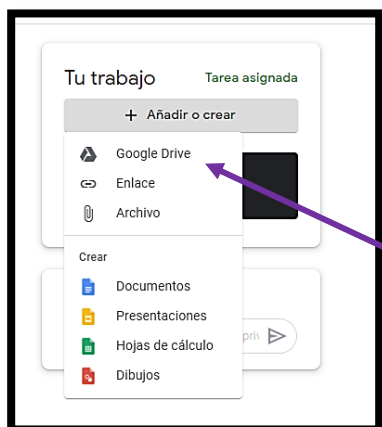 Tu trabajo Tarea asignada
+ Añadir o crear
Google Drive
Enlace
Archivo
Crear
Documentos
Presentaciones
Hojas de cálculo
Dibujos